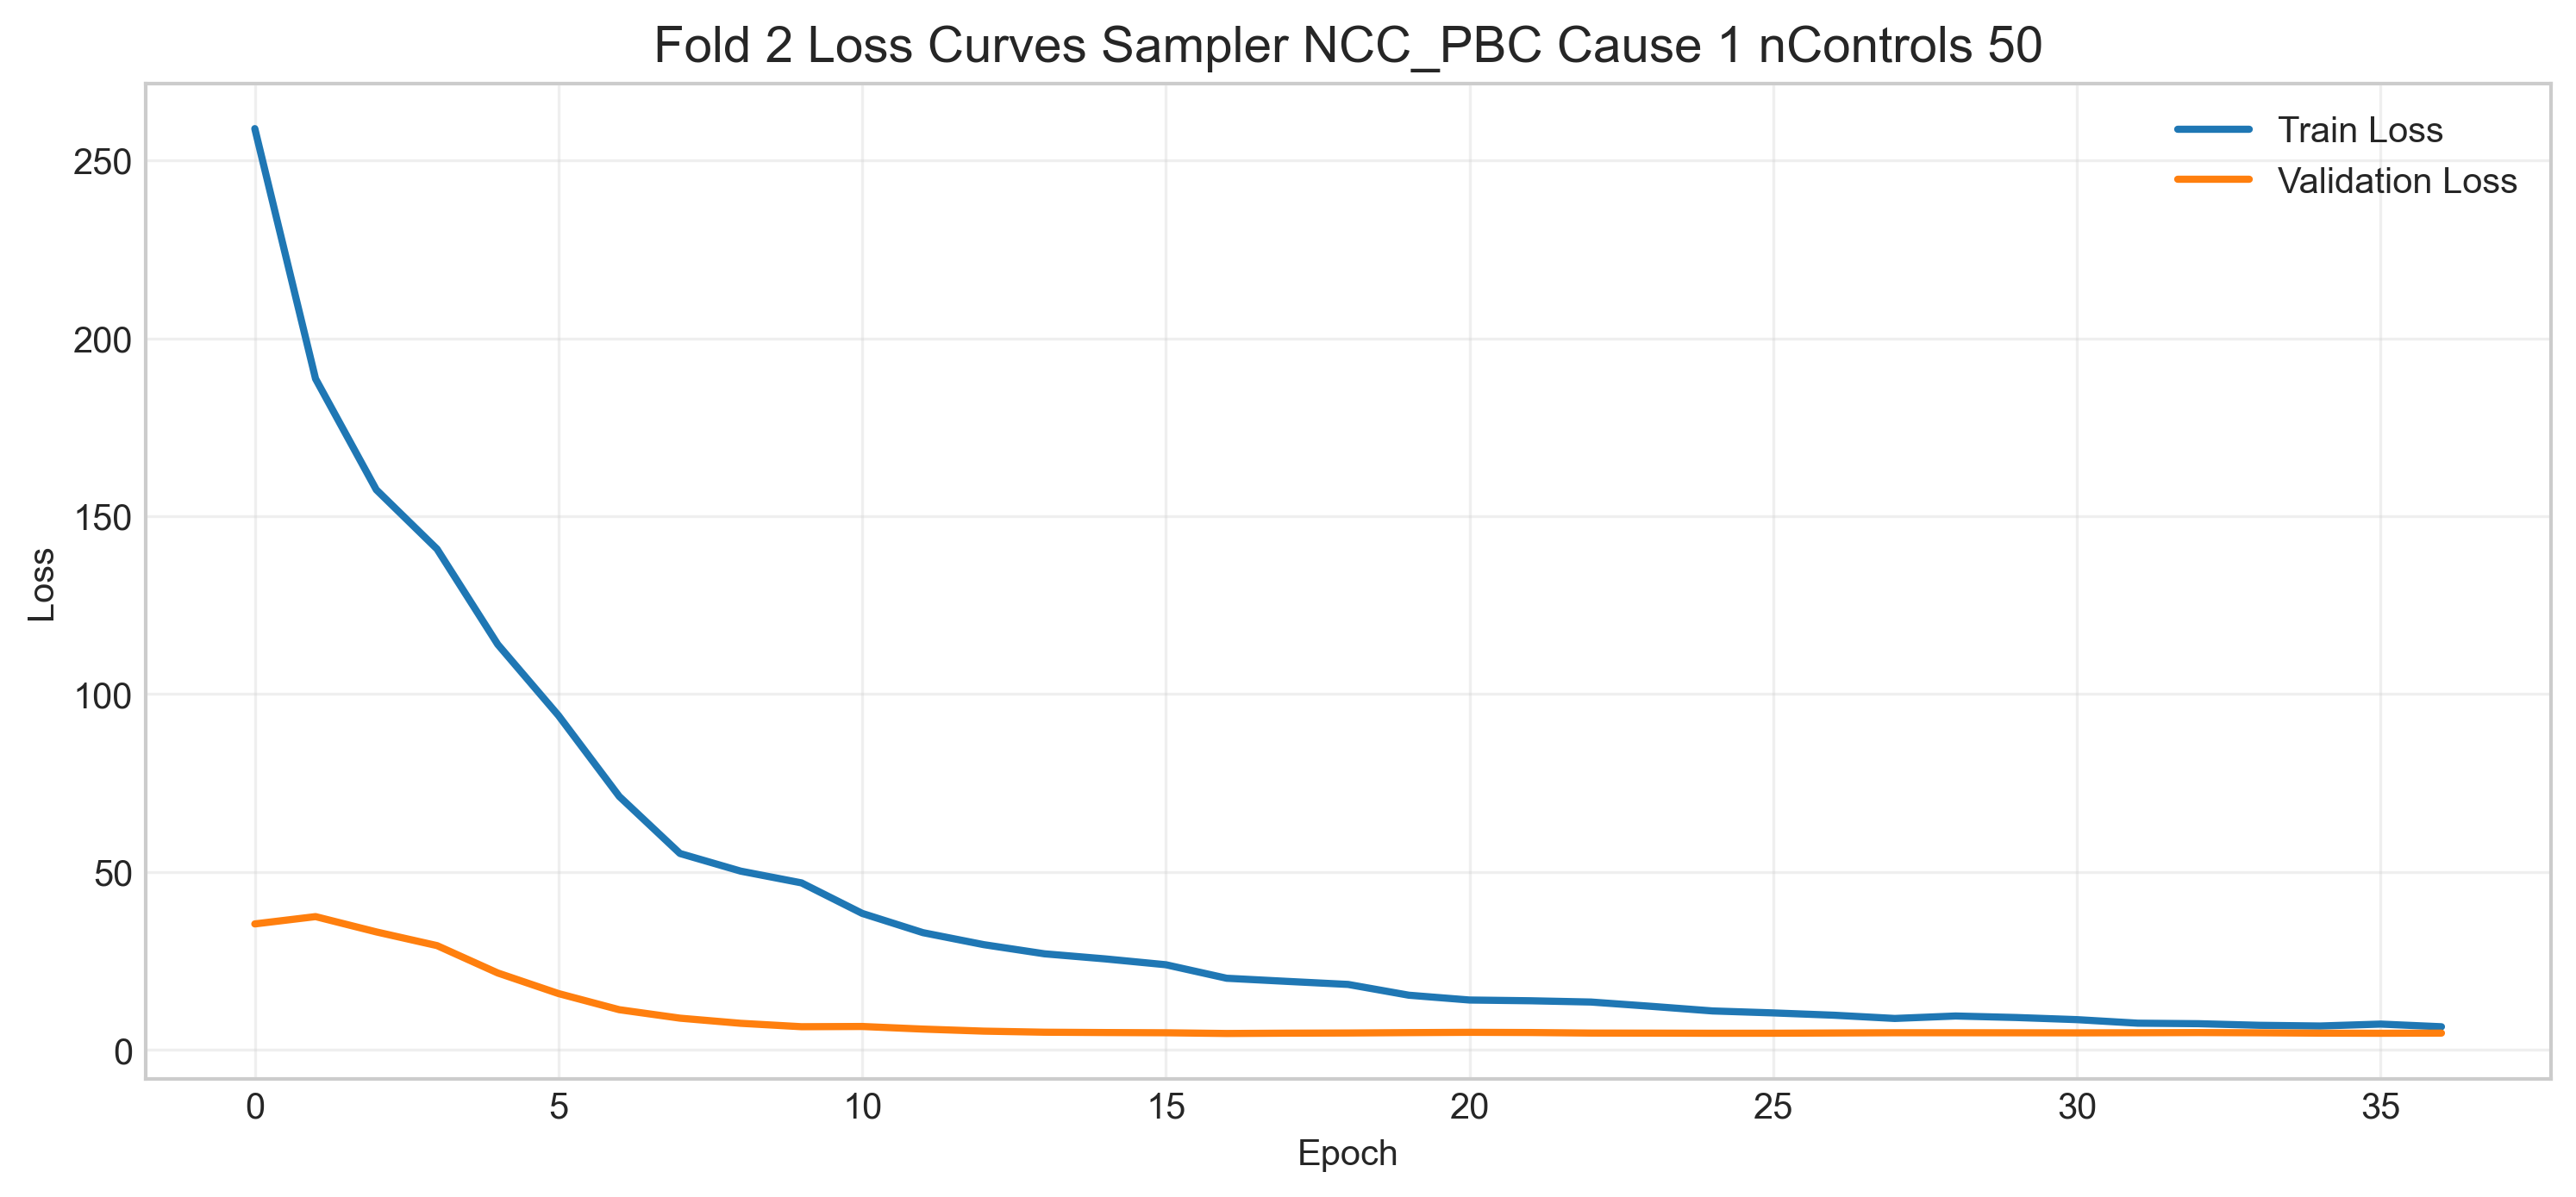 Fold 2 Loss Curves Sampler NCC_PBC Cause 1 nControls 50
Train Loss
Validation Loss
Loss
250
200
150
100
50
0
0 5 10 15 20 25 30 35
Epoch